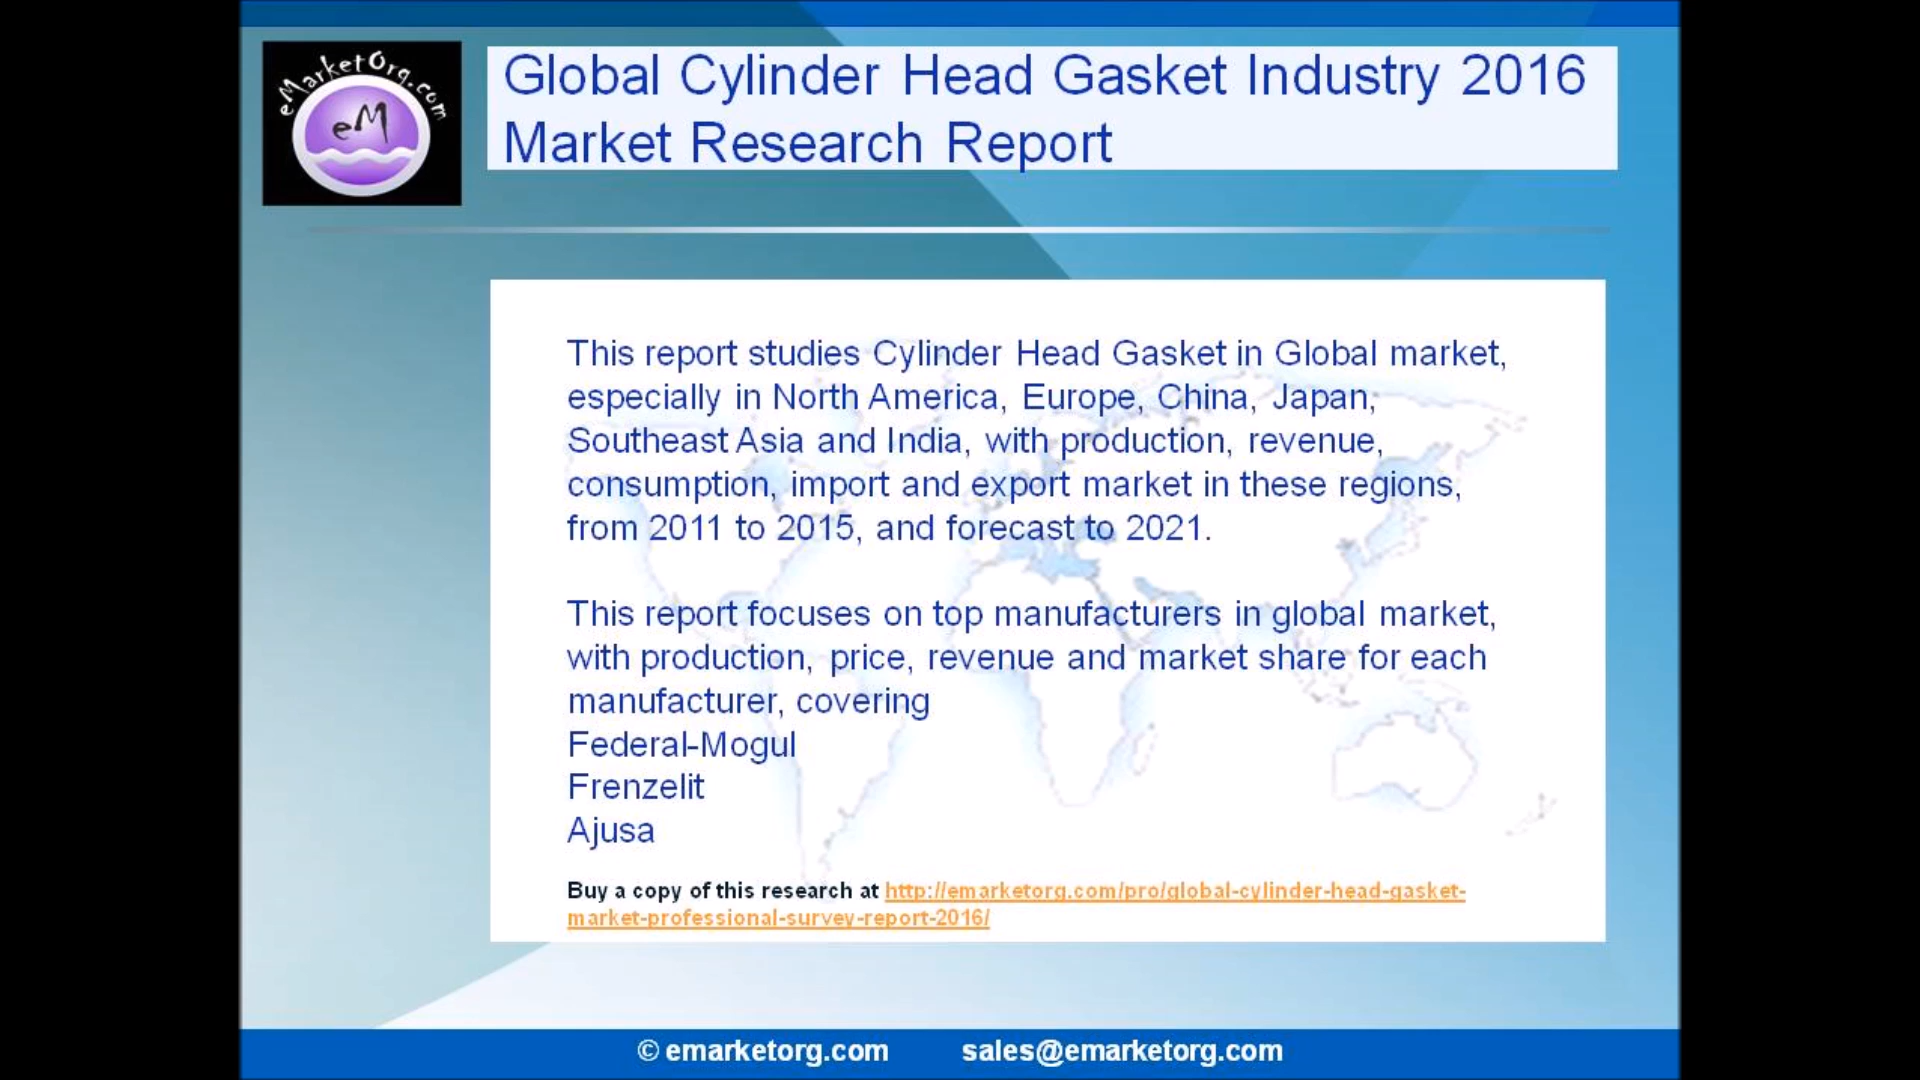 eMarketOrg.com
eM
Global Cylinder Head Gasket Industry 2016
Market Research Report
This report studies Cylinder Head Gasket in Global market,
especially in North America, Europe, China, Japan,
Southeast Asia and India, with production, revenue,
consumption, import and export market in these regions,
from 2011 to 2015, and forecast to 2021.
This report focuses on top manufacturers in global market,
with production, price, revenue and market share for each
manufacturer, covering
Federal-Mogul
Frenzelit
Ajusa
Buy a copy of this research at http://emarketorg.com/pro/global-cylinder-head-gasket-
market-professional-survey-report-2016/
© emarketorg.com sales@emarketorg.com